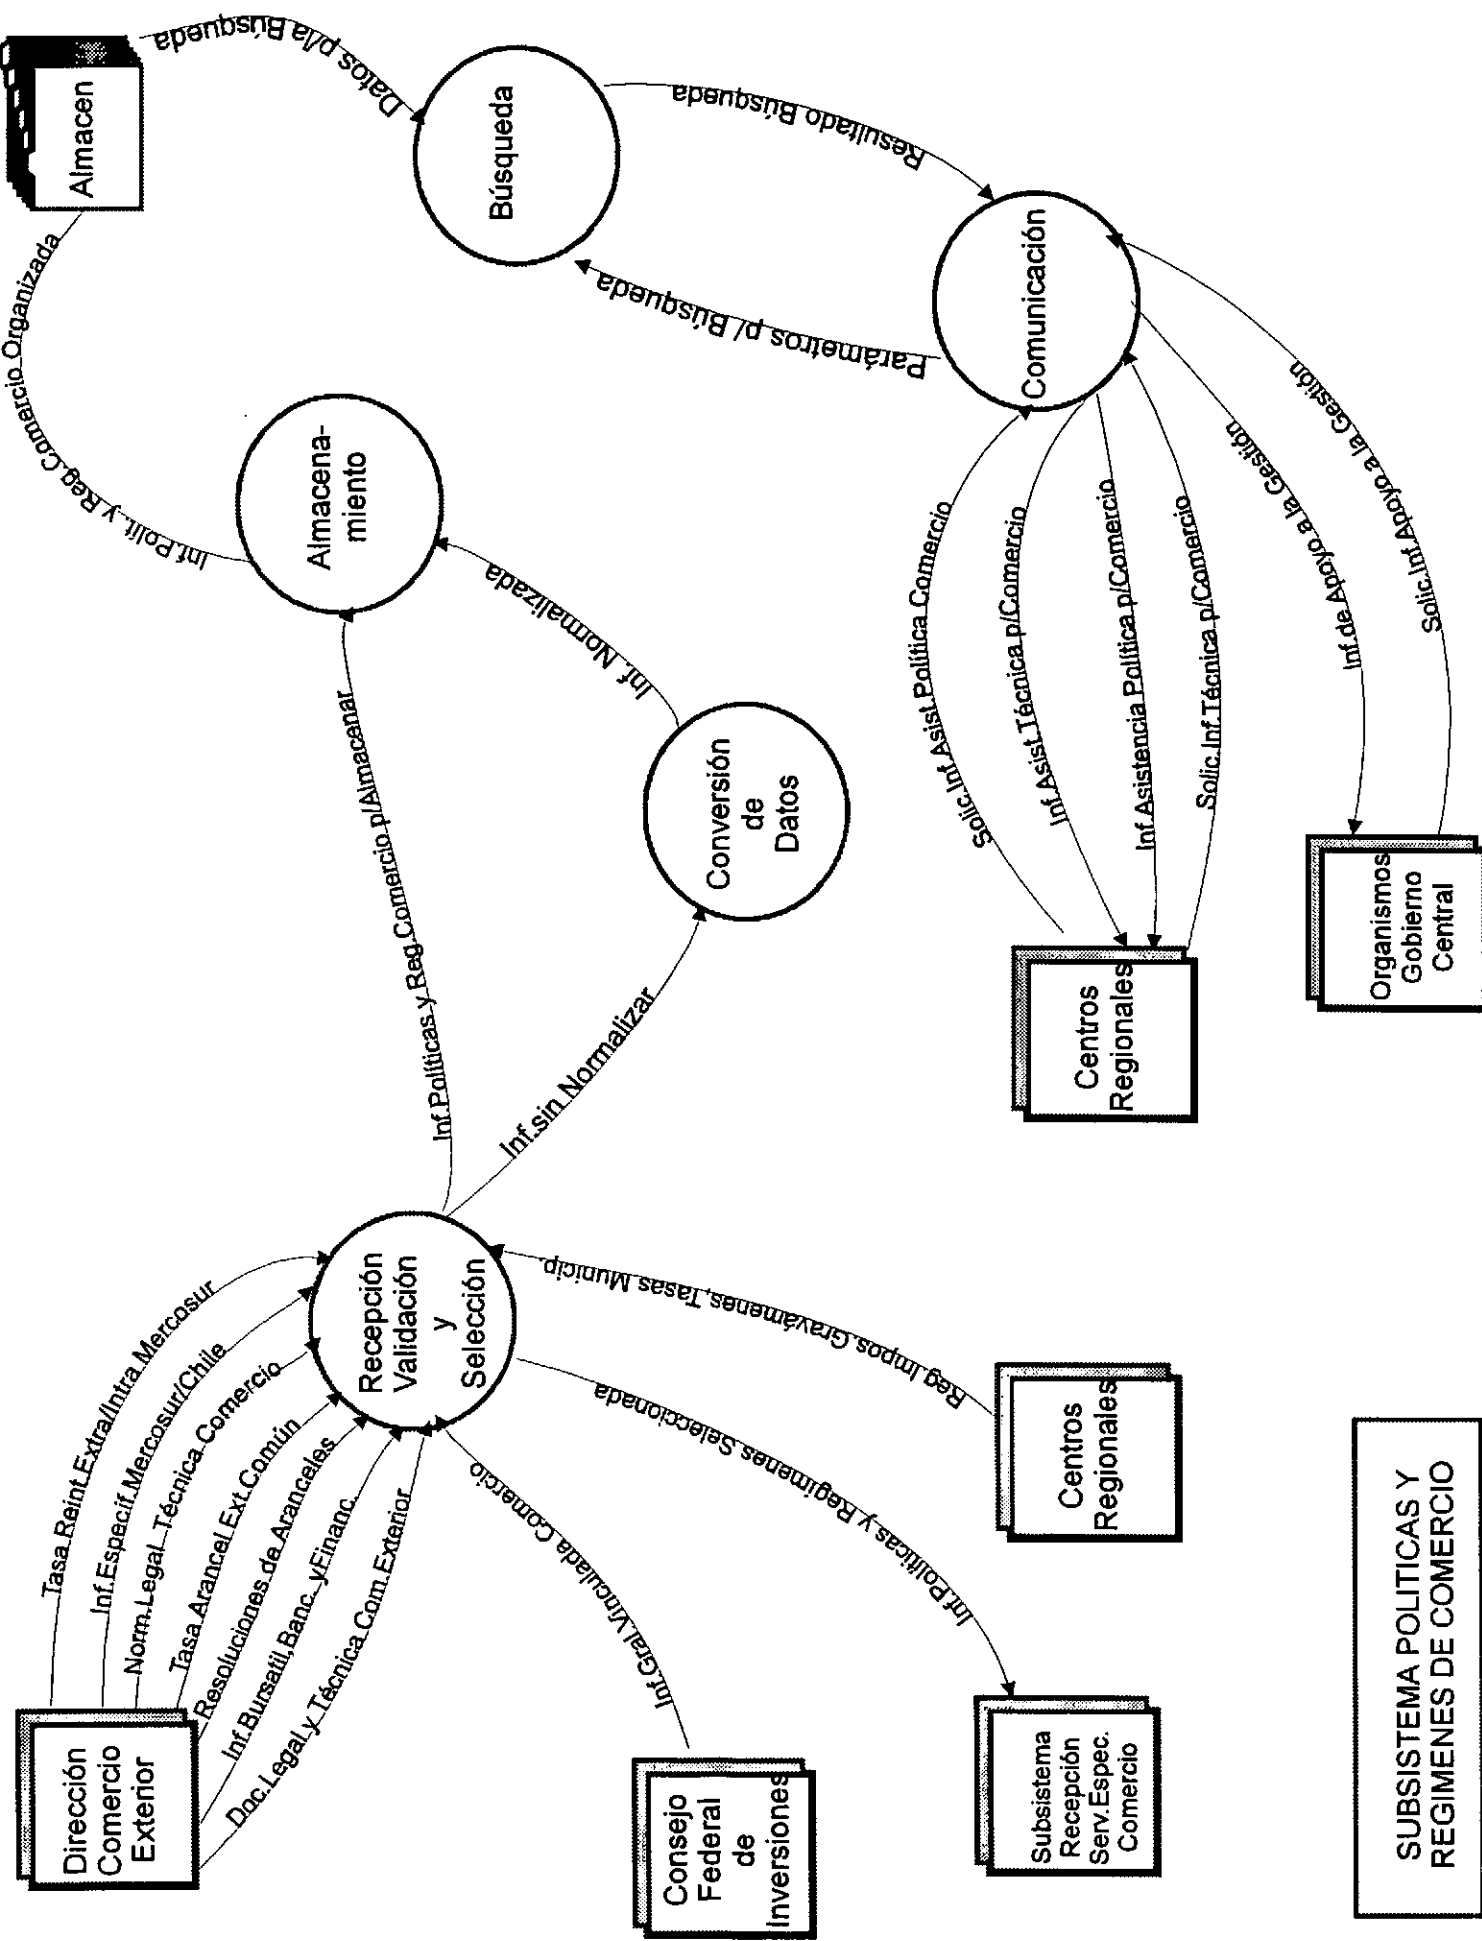 Dirección
Comercio
Exterior
Tasa Reint.Extra/Intra Mercosur
Inf.Especif.Mercosur/Chile
Norm.Legal Técnica Comercio
Tasa Arancel Ext.Común
Resoluciones de Aranceles
Inf.Bursatil,Banc. yFinanc.
Doc.Legal y Técnica Com.Exterior
Recepción
Validación
y
Selección
Inf.Políticas y Reg.Comercio p/Almacenar
Inf.sin Normalizar
Conversión
de
Datos
Inf. Normalizada
Almacena-
miento
Inf.Polít. y Reg.Comercio Organizada
Almacen
Datos p/la Búsqueda
Búsqueda
Resultado Búsqueda
Parámetros p/ Búsqueda
Comunicación
Consejo
Federal
de
Inversiones
Inf.Gral.Vinculada Comercio
Subsistema
Recepción
Serv.Espec.
Comercio
Inf.Políticas y Regímenes Seleccionada
Centros
Regionales
Reg.Impos.Gravámenes,Tasas Municip.
Centros
Regionales
Solic.Inf.Asist.Política Comercio
Inf.Asist.Técnica p/Comercio
Inf.Asistencia Política p/Comercio
Solic.Inf.Técnica p/Comercio
Organismos
Gobierno
Central
Inf.de Apoyo a la Gestión
Solic.Inf.Apoyo a la Gestión
SUBSISTEMA POLITICAS Y
REGIMENES DE COMERCIO